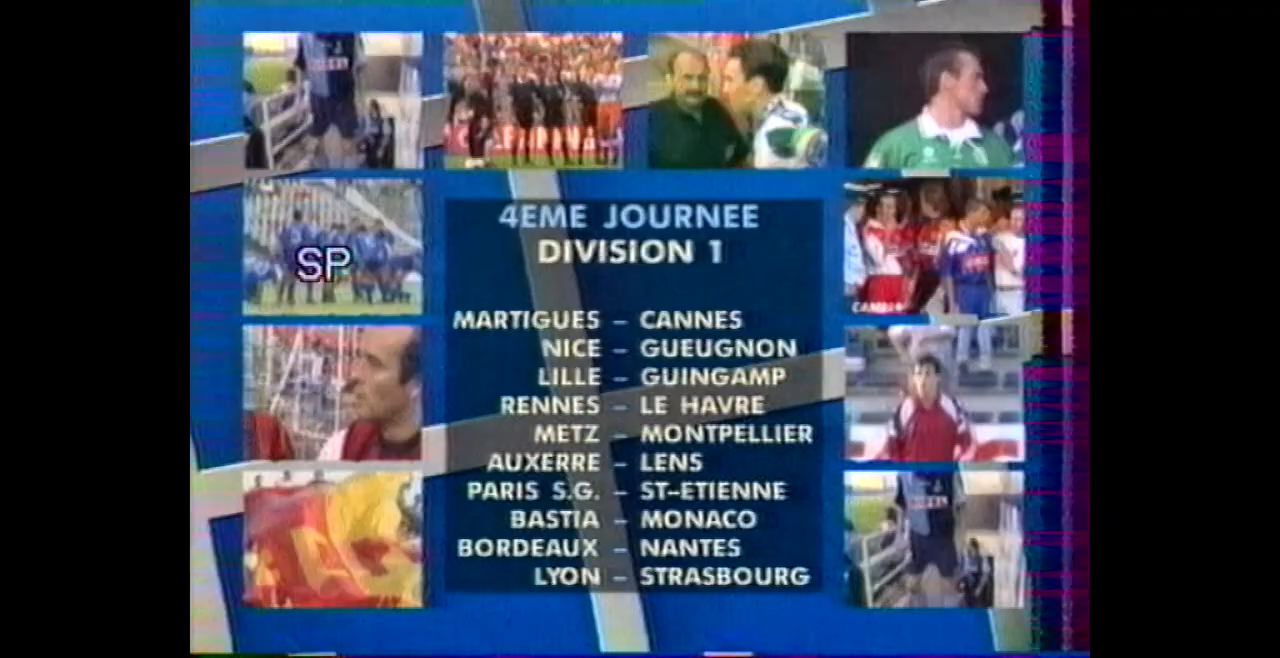 4EME JOURNEE
DIVISION 1
SP
MARTIGUES – CANNES
NICE – GUEUGNON
LILLE – GUINGAMP
RENNES – LE HAVRE
METZ – MONTPELLIER
AUXERRE – LENS
PARIS S.G. – ST-ETIENNE
BASTIA – MONACO
BORDEAUX – NANTES
LYON – STRASBOURG